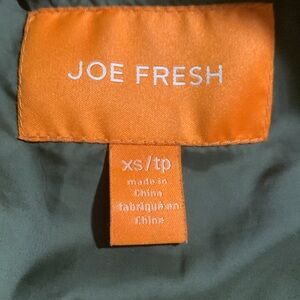 JOE FRESH
xs/tp
made in
China
fabriqué en
Chine